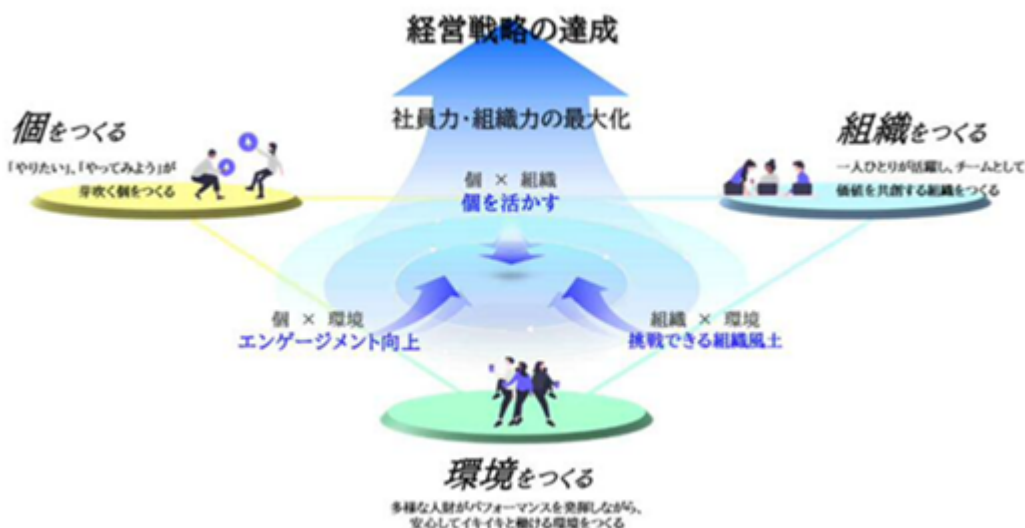 経営戦略の達成
社員力・組織力の最大化
個をつくる
「やりたい」、「やってみよう」が
芽吹く個をつくる
組織をつくる
一人ひとりが活躍し、チームとして
価値を共創する組織をつくる
個 × 組織
個を活かす
個 × 環境
エンゲージメント向上
組織 × 環境
挑戦できる組織風土
環境をつくる
多様な人財がパフォーマンスを発揮しながら、
安心してイキイキと働ける環境をつくる